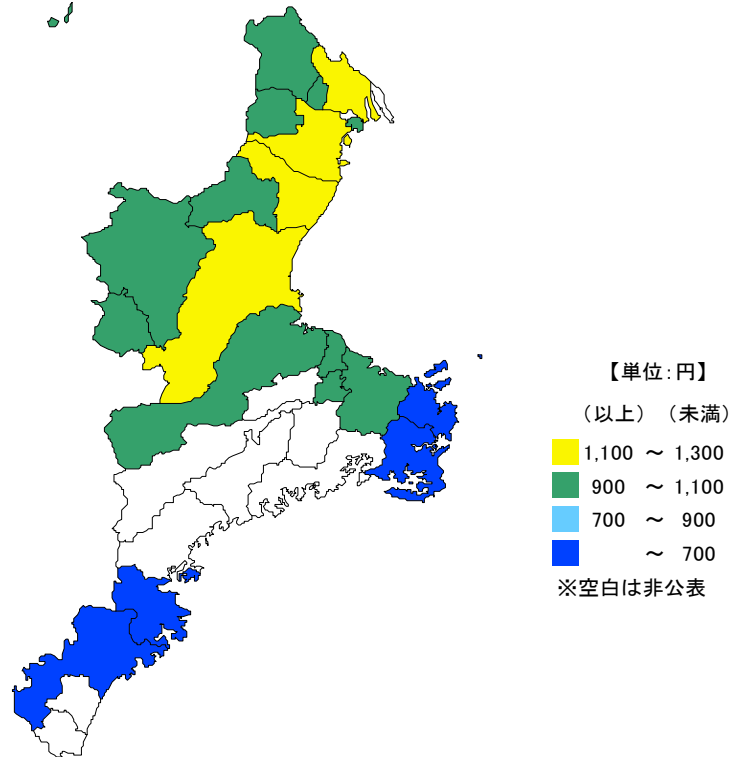 【単位：円】
（以上）（未満）
1,100 ～ 1,300
900 ～ 1,100
700 ～ 900
～ 700
※空白は非公表